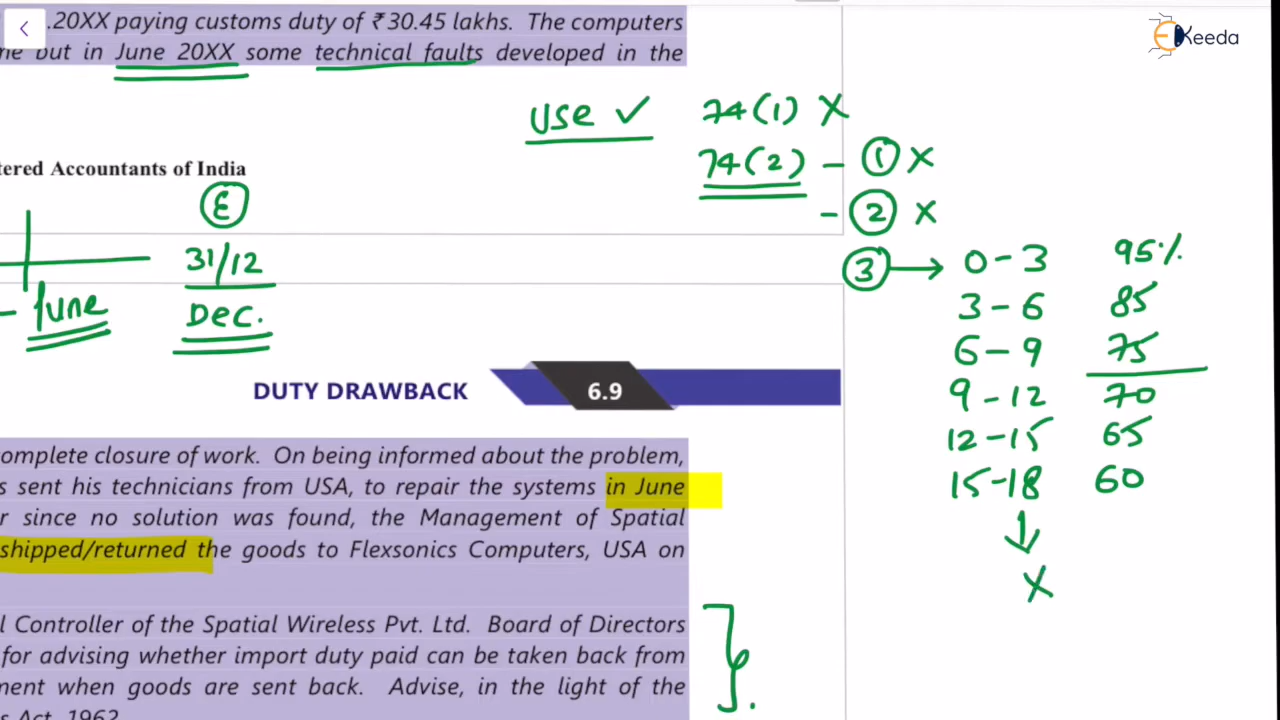 .20XX paying customs duty of ₹30.45 lakhs. The computers
me but in June 20XX some technical faults developed in the
Keeda
use ✓ 74(1) X
74(2) - ① X
- ② X
tered Accountants of India
E
31/12
- June Dec.
③ → 0-3 95%
3-6 85
6-9 75
9-12 70
12-15 65
15-18 60
↓
X
DUTY DRAWBACK 6.9
complete closure of work. On being informed about the problem,
s sent his technicians from USA, to repair the systems in June
r since no solution was found, the Management of Spatial
shipped/returned the goods to Flexsonics Computers, USA on
l Controller of the Spatial Wireless Pvt. Ltd. Board of Directors
for advising whether import duty paid can be taken back from
ment when goods are sent back. Advise, in the light of the
s Act, 1962